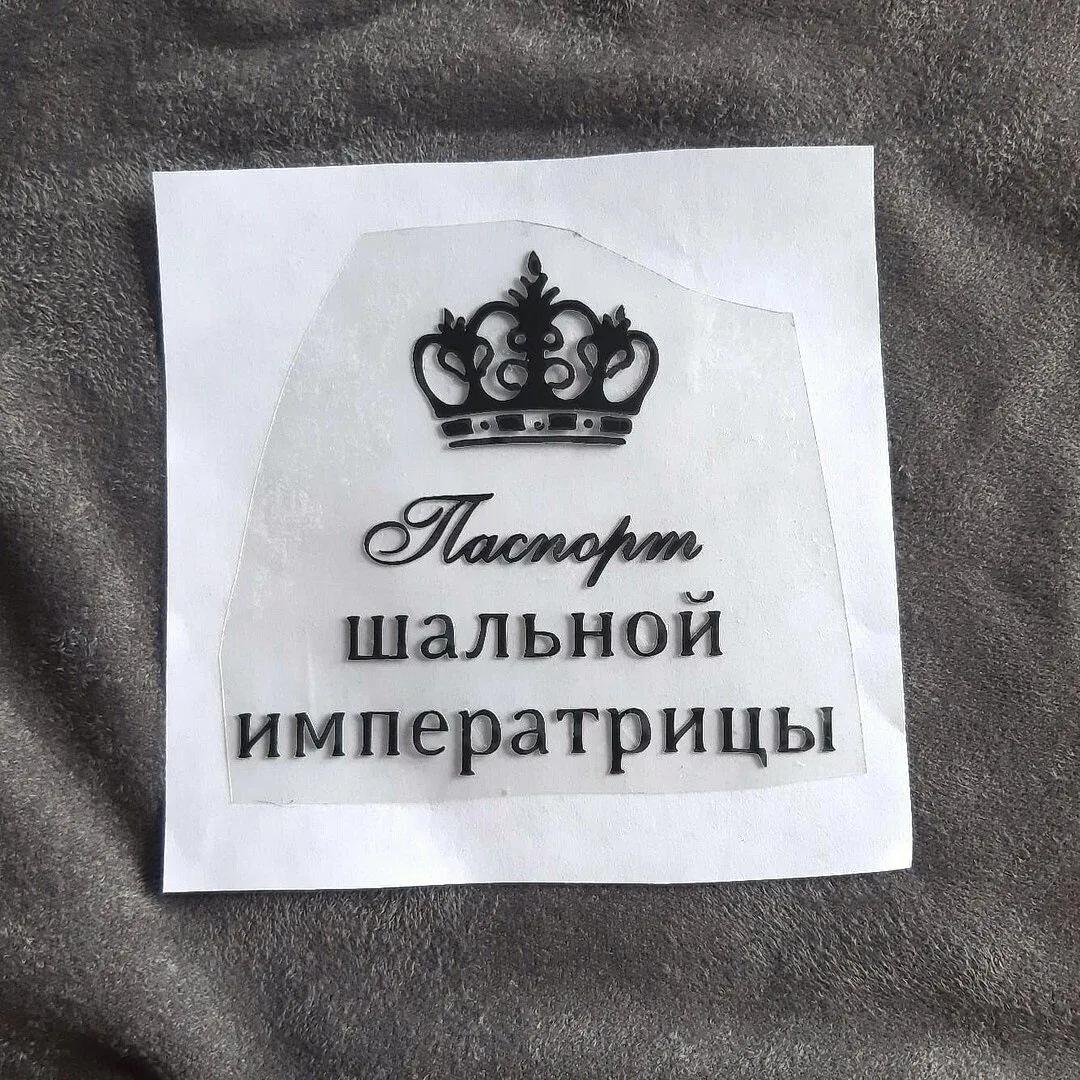 Паспорт
шальной
императрицы